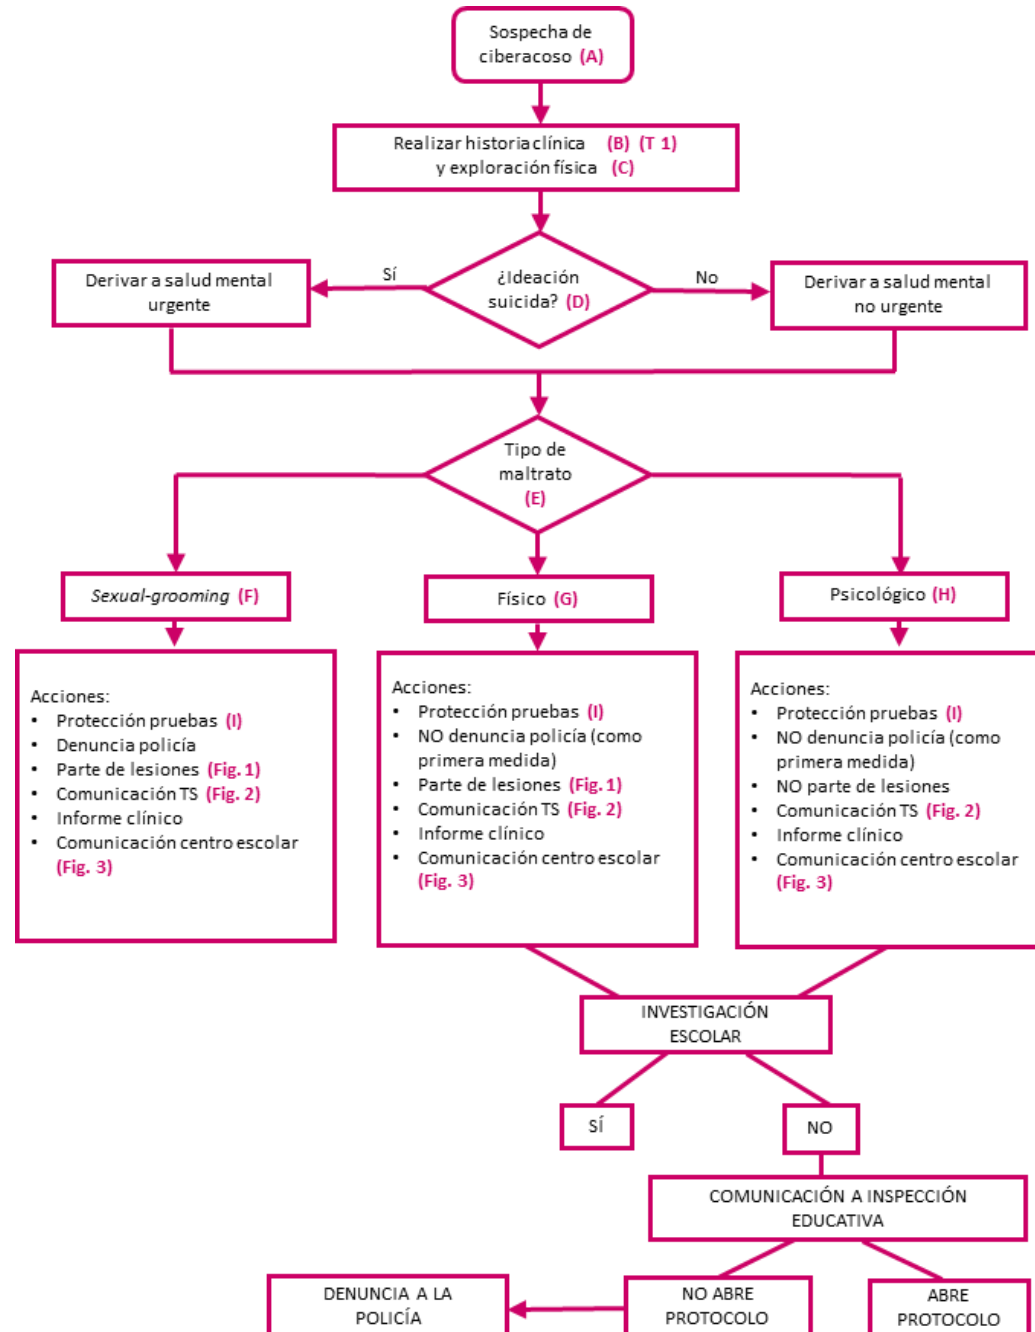 Sospecha de
ciberacoso (A)
Realizar historia clínica (B) (T 1)
y exploración física (C)
¿Ideación
suicida? (D)
Sí
No
Derivar a salud mental
urgente
Derivar a salud mental
no urgente
Tipo de
maltrato
(E)
Sexual-grooming (F)
Físico (G)
Psicológico (H)
Acciones:
• Protección pruebas (I)
• Denuncia policía
• Parte de lesiones (Fig. 1)
• Comunicación TS (Fig. 2)
• Informe clínico
• Comunicación centro escolar
(Fig. 3)
Acciones:
• Protección pruebas (I)
• NO denuncia policía (como
primera medida)
• Parte de lesiones (Fig. 1)
• Comunicación TS (Fig. 2)
• Informe clínico
• Comunicación centro escolar
(Fig. 3)
Acciones:
• Protección pruebas (I)
• NO denuncia policía (como
primera medida)
• NO parte de lesiones
• Comunicación TS (Fig. 2)
• Informe clínico
• Comunicación centro escolar
(Fig. 3)
INVESTIGACIÓN
ESCOLAR
SÍ
NO
COMUNICACIÓN A INSPECCIÓN
EDUCATIVA
DENUNCIA A LA
POLICÍA
NO ABRE
PROTOCOLO
ABRE
PROTOCOLO